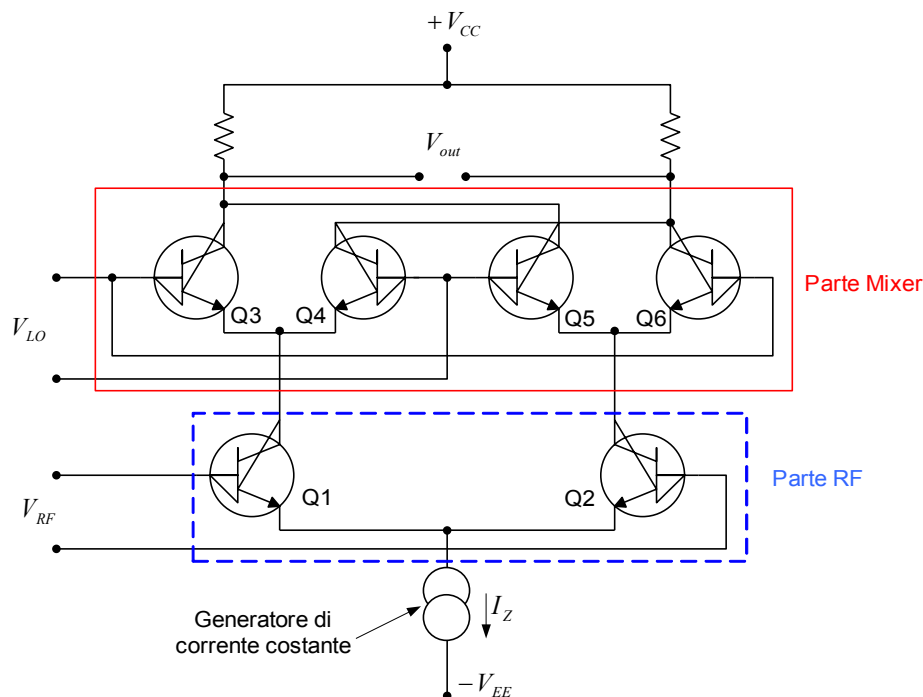 +V_CC
V_out
Parte Mixer
Q3
Q4
Q5
Q6
V_LO
Parte RF
Q1
Q2
V_RF
Generatore di
corrente costante
I_Z
−V_EE